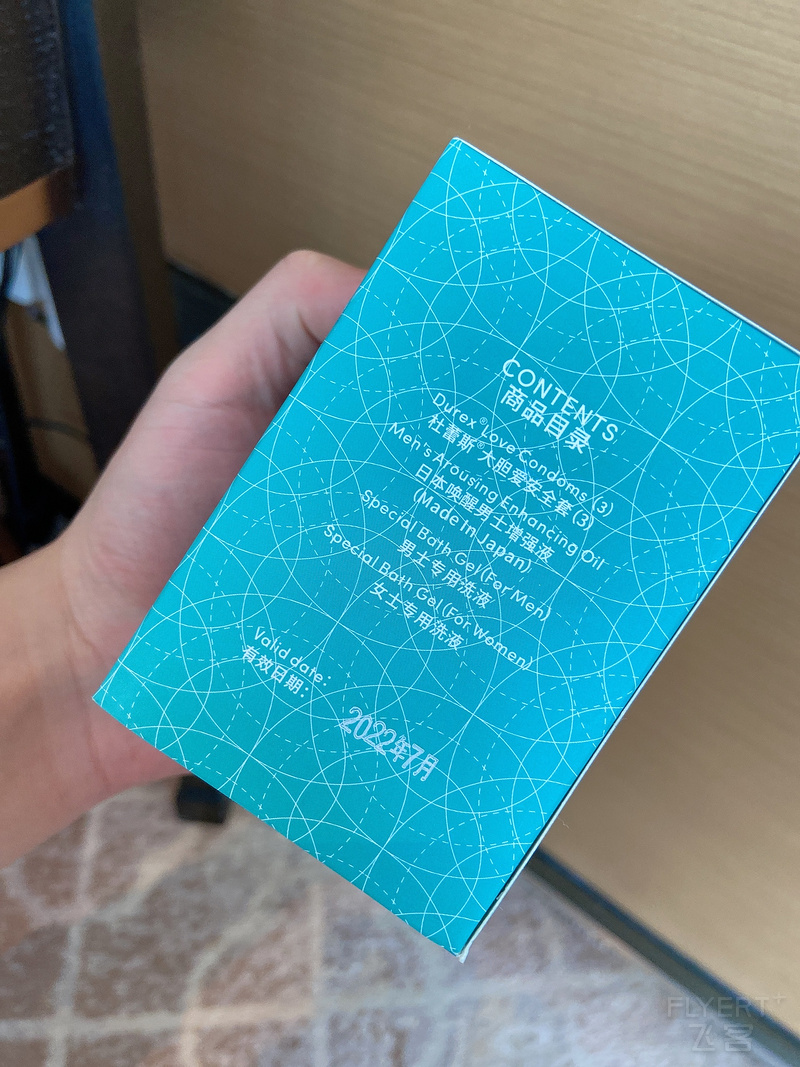 CONTENTS
商品目录
Durex® Love Condoms (3)
杜蕾斯®大胆爱安全套(3)
Men's Arousing Enhancing Oil
日本唤醒男士增强液
(Made In Japan)
Special Bath Gel(For Men)
男士专用洗液
Special Bath Gel(For Women)
女士专用洗液
Valid date:
有效日期:
2022年7月
FLYERT+
飞客